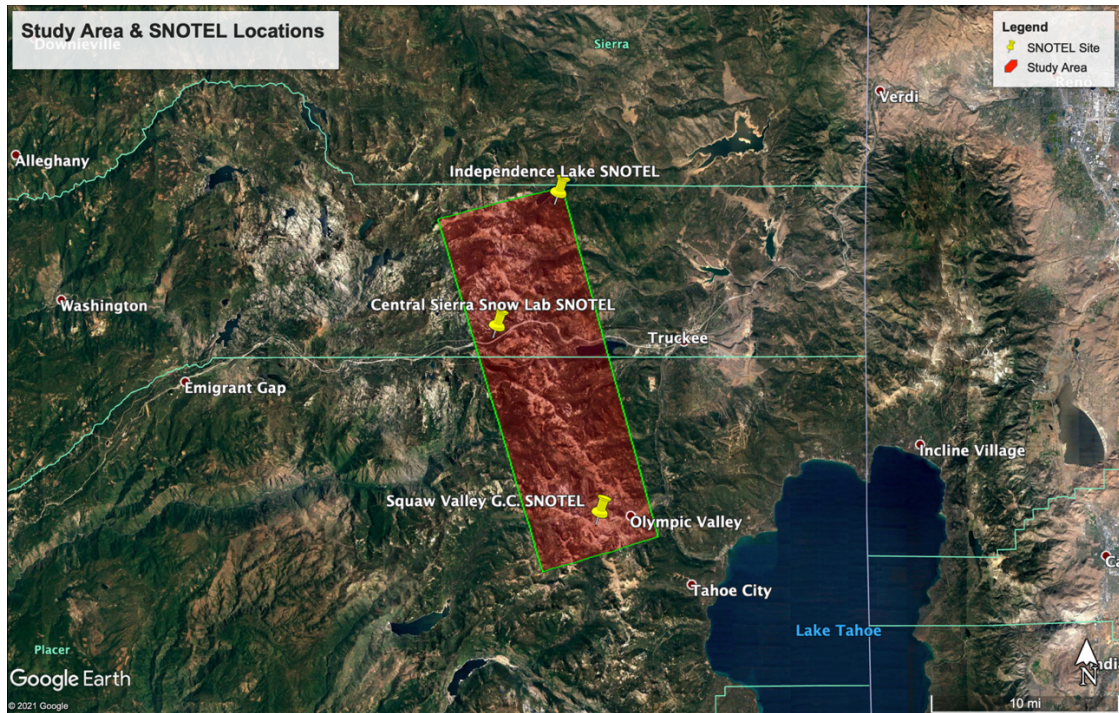 Study Area & SNOTEL Locations
Downieville
Sierra
Legend
SNOTEL Site
Study Area
Reno
Verdi
Alleghany
Independence Lake SNOTEL
Washington
Central Sierra Snow Lab SNOTEL
Truckee
Emigrant Gap
Incline Village
Squaw Valley G.C. SNOTEL
Olympic Valley
Ca
Tahoe City
Lake Tahoe
Placer
Google Earth
N
ndi
© 2021 Google
10 mi